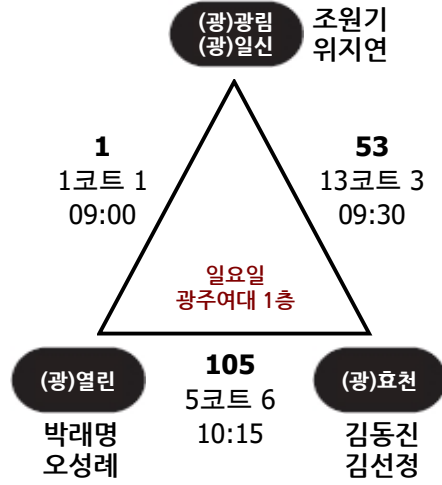 (광)광림
(광)일신
조원기
위지연
1
1코트 1
09:00
53
13코트 3
09:30
일요일
광주여대 1층
(광)열린
박래명
오성례
105
5코트 6
10:15
(광)효천
김동진
김선정